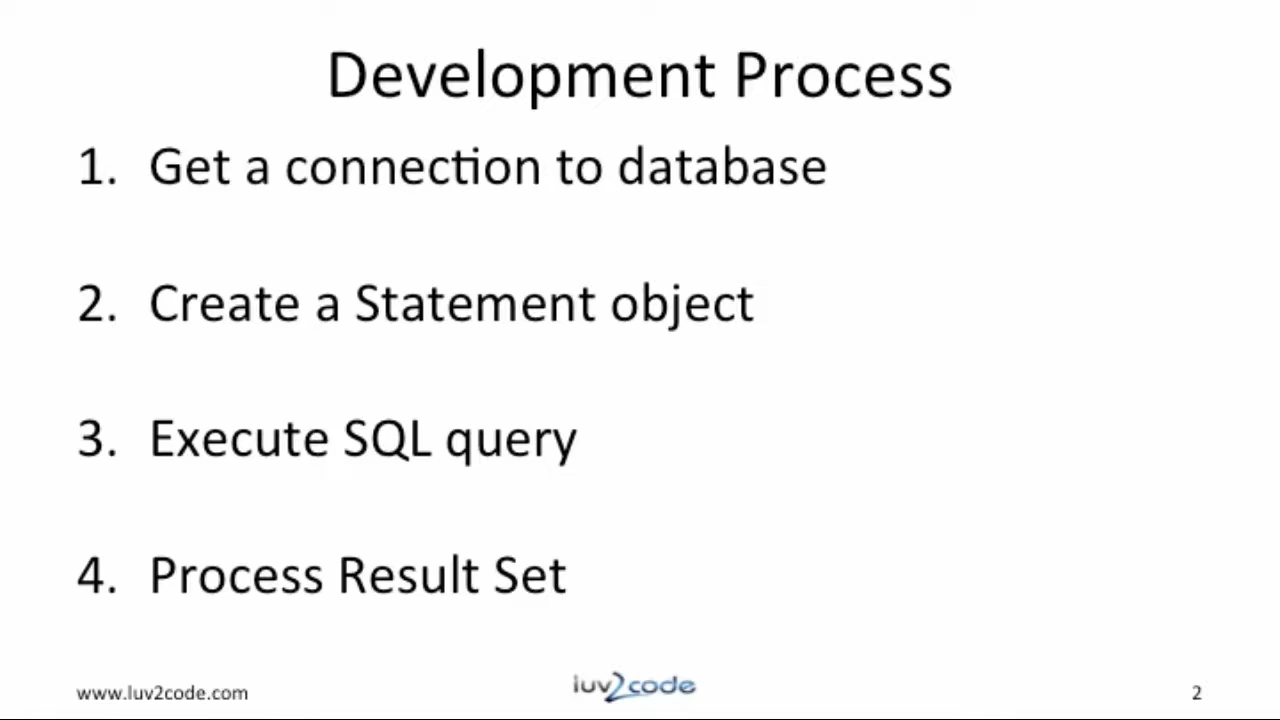 Development Process
1. Get a connection to database
2. Create a Statement object
3. Execute SQL query
4. Process Result Set
www.luv2code.com
luv2code
2